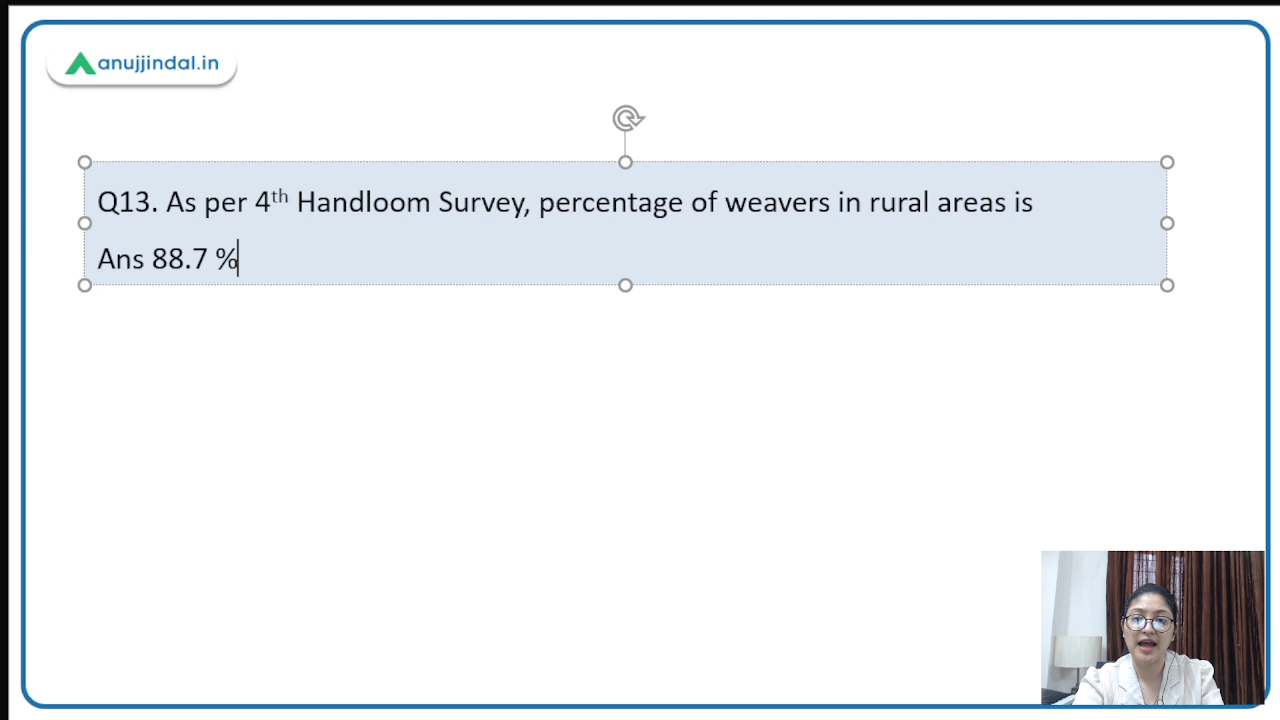 anujjindal.in
Q13. As per 4th Handloom Survey, percentage of weavers in rural areas is
Ans 88.7 %